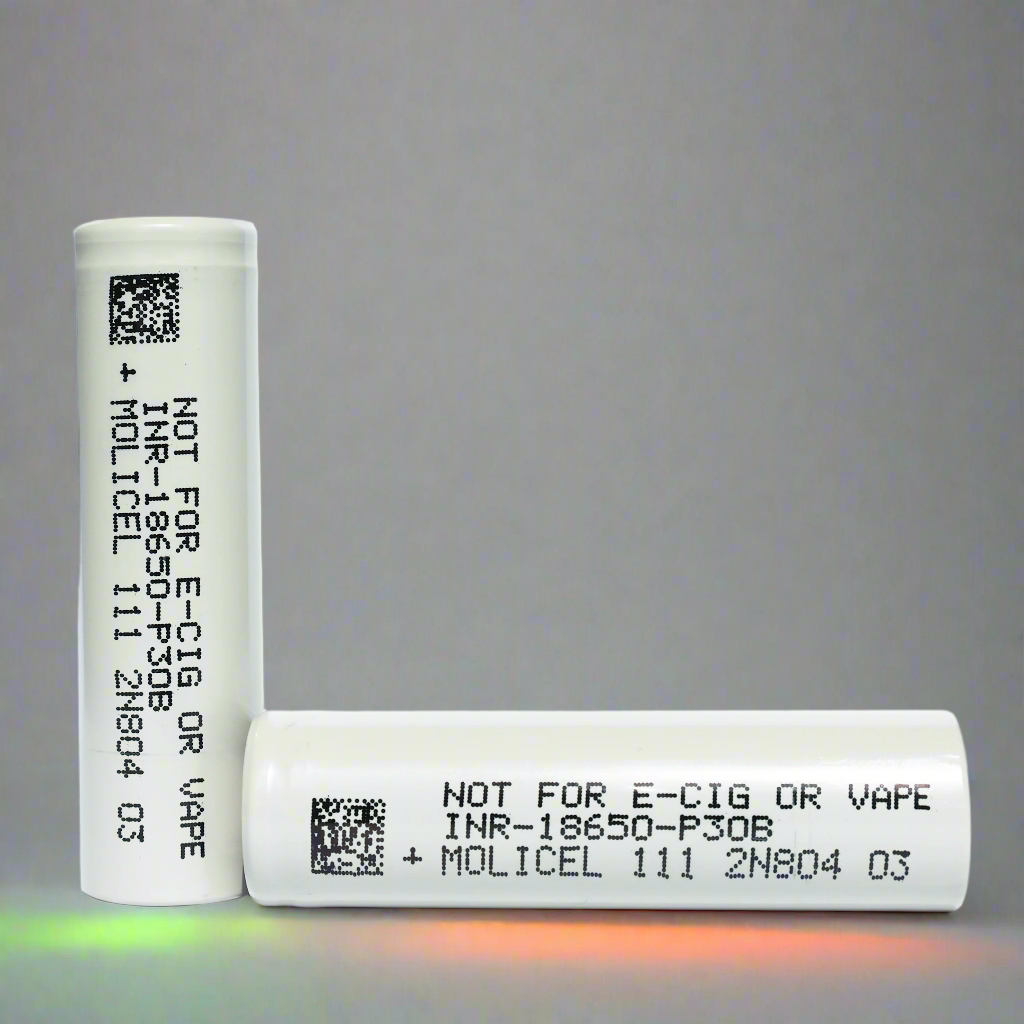 NOT FOR E-CIG OR VAPE
INR-18650-P30B
+ MOLICEL 111 2N804 03
NOT FOR E-CIG OR VAPE
INR-18650-P30B
+ MOLICEL 111 2N804 03